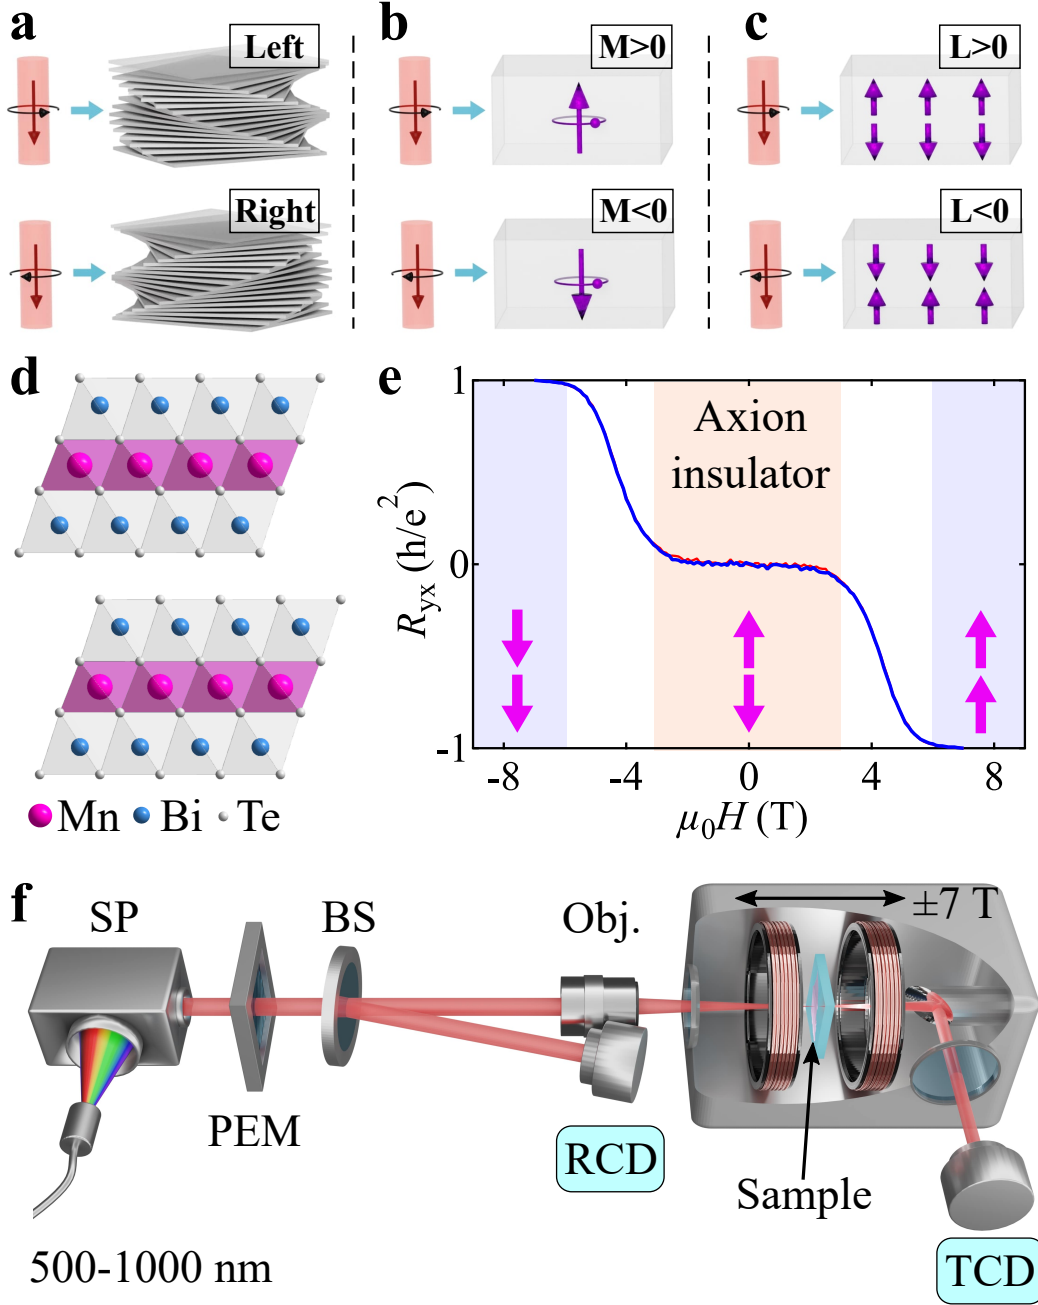 a
Left
Right
b
M>0
M<0
c
L>0
L<0
d
Mn Bi Te
e
Axion
insulator
R_yx (h/e²)
1
0
-1
-8 -4 0 4 8
μ₀H (T)
f
SP
BS
Obj.
±7 T
PEM
RCD
Sample
TCD
500-1000 nm